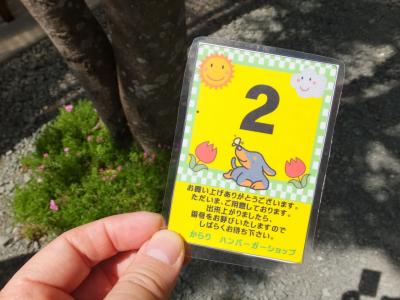 2
お買い上げありがとうございます。
ただいま、ご用意しております。
出来上がりましたら、
番号をお呼びいたしますので
しばらくお待ち下さい。
からり ハンバーガーショップ